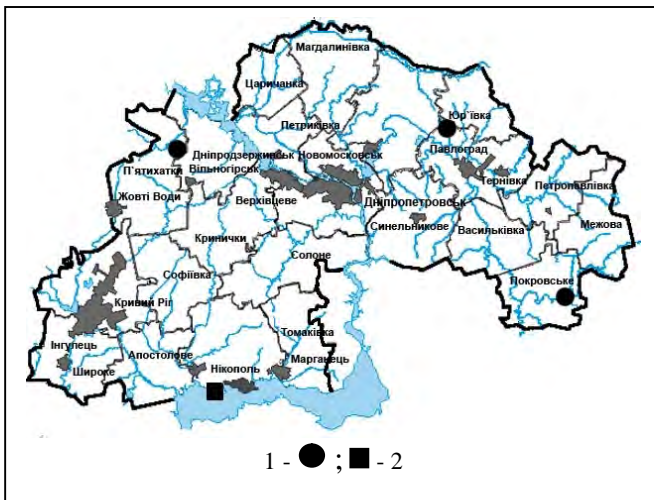 Магдалинівка
Царичанка
Петриківка
Юр'ївка
Дніпродзержинськ
Новомосковськ
Павлоград
П'ятихатки
Вільногірськ
Тернівка
Петропавлівка
Жовті Води
Верхівцеве
Дніпропетровськ
Синельникове
Васильківка
Межова
Кринички
Солоне
Софіївка
Покровське
Кривий Ріг
Томаківка
Інгулець
Апостолове
Марганець
Широке
Нікополь
1 - ● ; ■ - 2